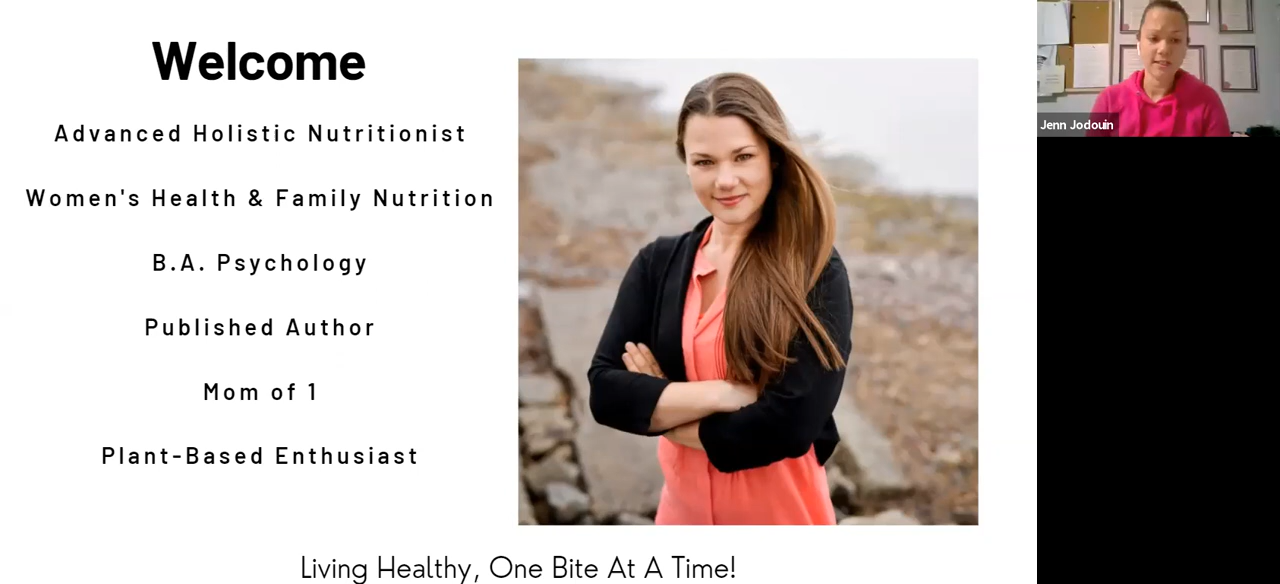 Welcome
Advanced Holistic Nutritionist
Women's Health & Family Nutrition
B.A. Psychology
Published Author
Mom of 1
Plant-Based Enthusiast
Living Healthy, One Bite At A Time!
Jenn Jodouin